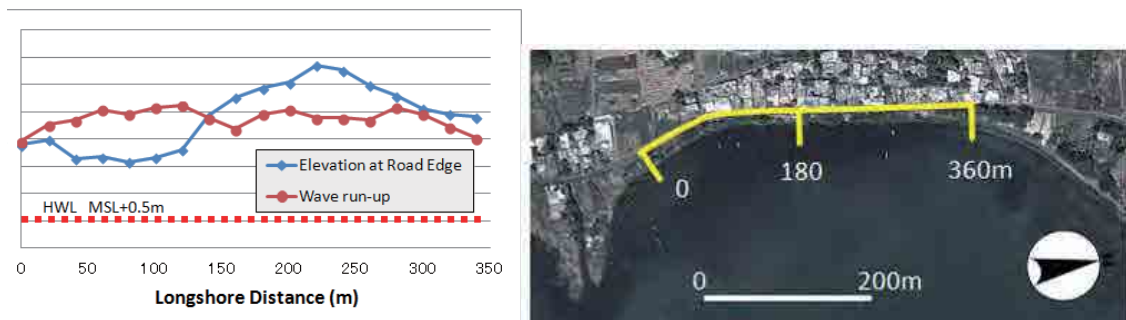 Elevation at Road Edge
Wave run-up
HWL MSL+0.5m
0 50 100 150 200 250 300 350
Longshore Distance (m)
0
180
360m
0 200m